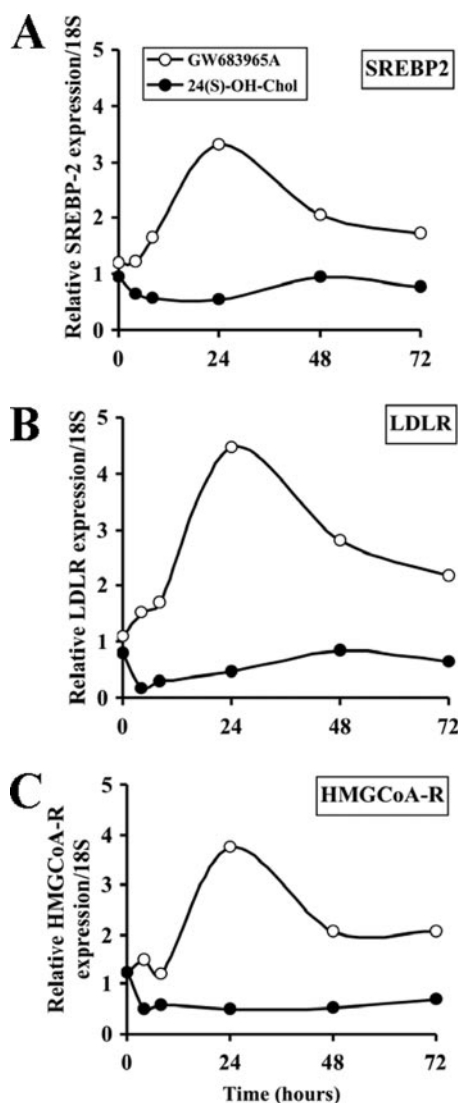 A
SREBP2
GW683965A
24(S)-OH-Chol
Relative SREBP-2 expression/18S
5
4
3
2
1
0
0 24 48 72
B
LDLR
Relative LDLR expression/18S
5
4
3
2
1
0
0 24 48 72
C
HMGCoA-R
Relative HMGCoA-R
expression/18S
5
4
3
2
1
0
0 24 48 72
Time (hours)